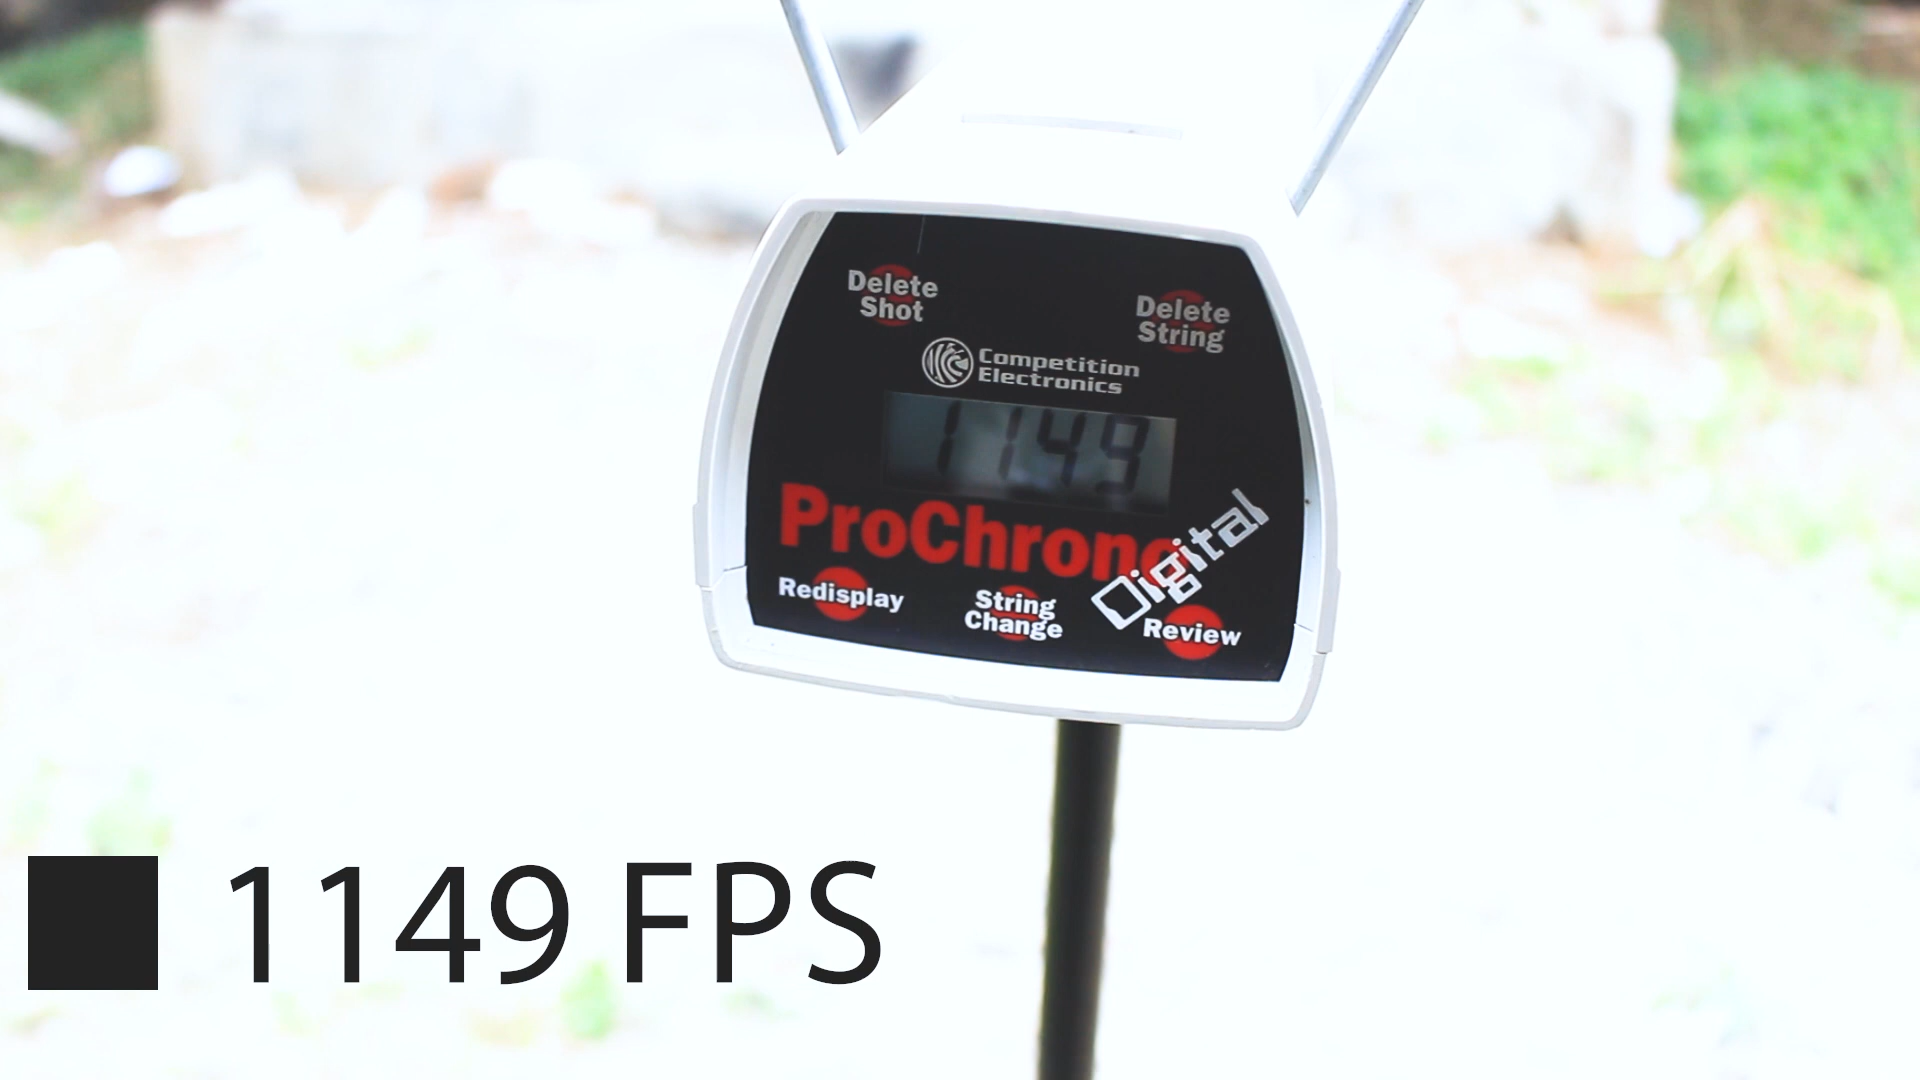 Delete
Shot
Delete
String
Competition
Electronics
1149
ProChrono
Digital
Redisplay
String
Change
Review
1149 FPS